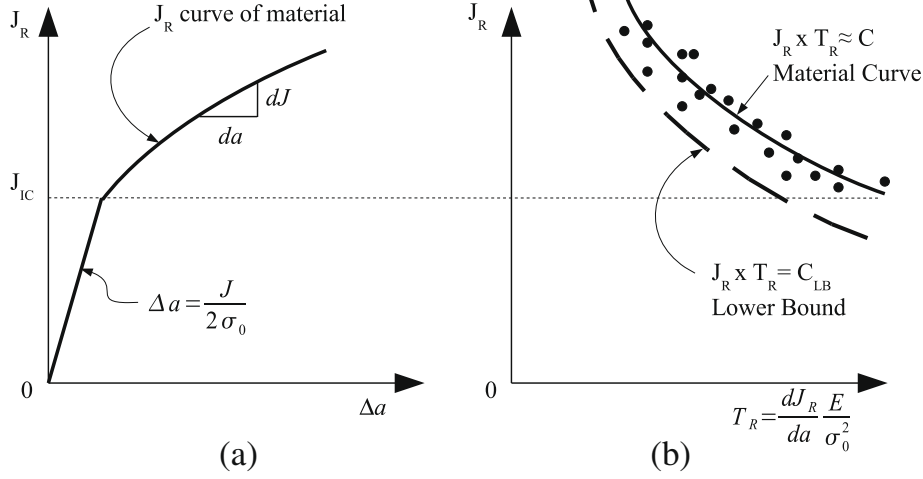 J_R
J_R curve of material
dJ
da
J_IC
Δa = J / 2σ_0
0
Δa
(a)
J_R
J_R x T_R ≈ C
Material Curve
J_R x T_R = C_LB
Lower Bound
0
T_R = dJ_R / da E / σ_0^2
(b)